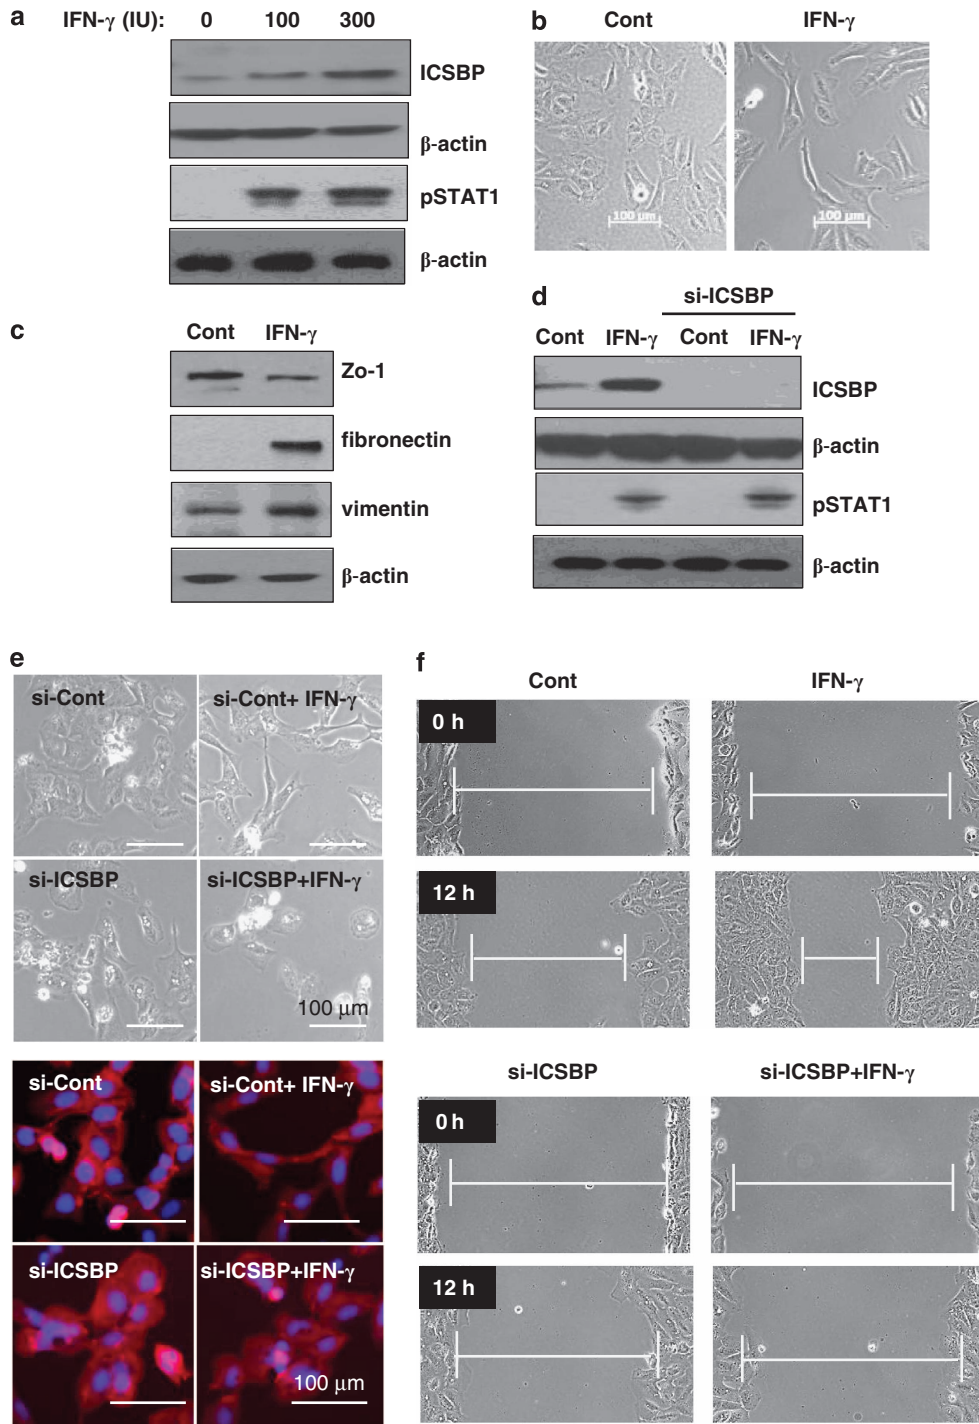 a
IFN-γ (IU): 0 100 300
ICSBP
β-actin
pSTAT1
β-actin
b
Cont IFN-γ
100 μm 100 μm
c
Cont IFN-γ
Zo-1
fibronectin
vimentin
β-actin
d
si-ICSBP
Cont IFN-γ Cont IFN-γ
ICSBP
β-actin
pSTAT1
β-actin
e
si-Cont si-Cont+ IFN-γ
si-ICSBP si-ICSBP+IFN-γ
100 μm
si-Cont si-Cont+ IFN-γ
si-ICSBP si-ICSBP+IFN-γ
100 μm
f
Cont IFN-γ
0 h
12 h
si-ICSBP si-ICSBP+IFN-γ
0h
12 h